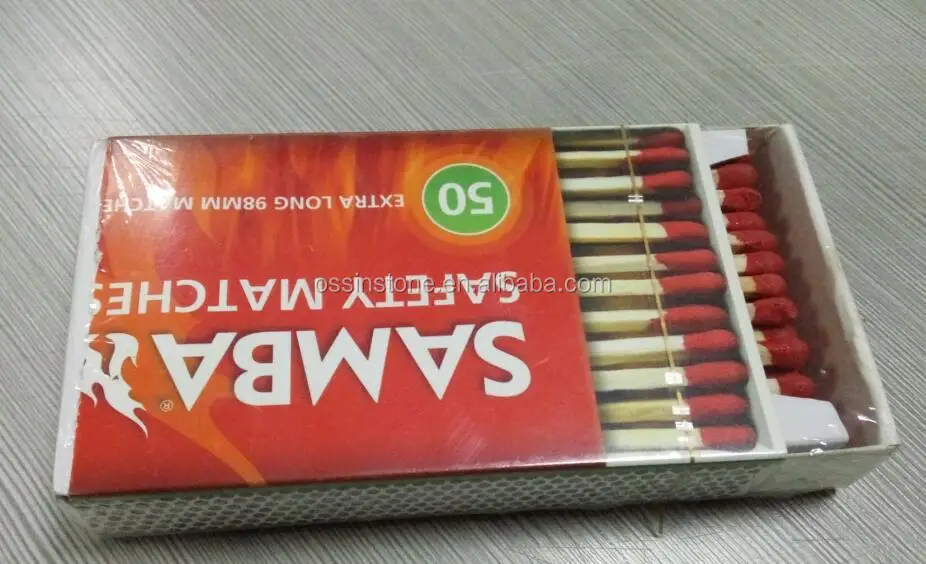 SAMBA®
SAFETY MATCHES
EXTRA LONG 98MM MATCHE
50
ossinstone.en.alibaba.com